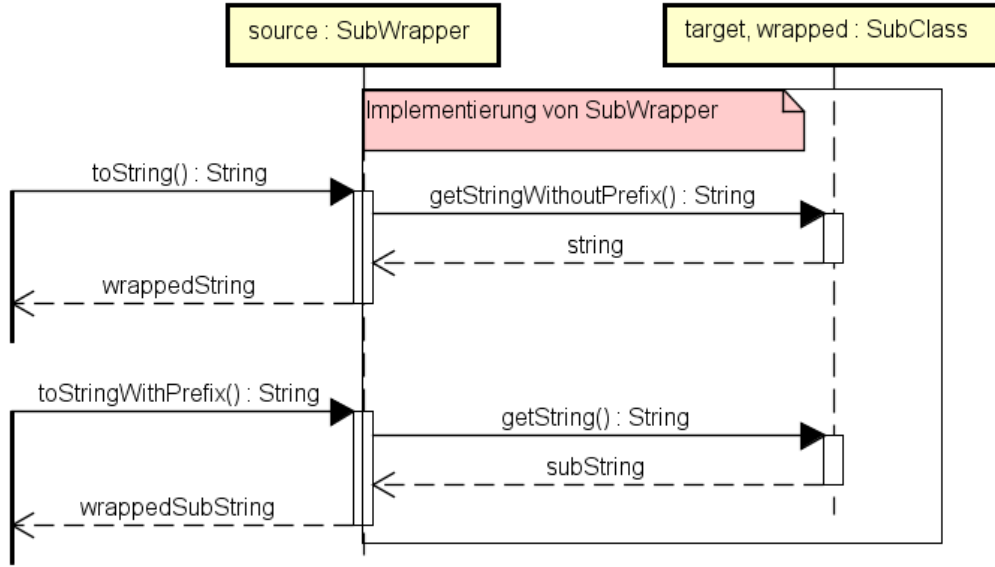 source : SubWrapper
target, wrapped : SubClass
Implementierung von SubWrapper
toString() : String
getStringWithoutPrefix() : String
string
wrappedString
toStringWithPrefix() : String
getString() : String
subString
wrappedSubString